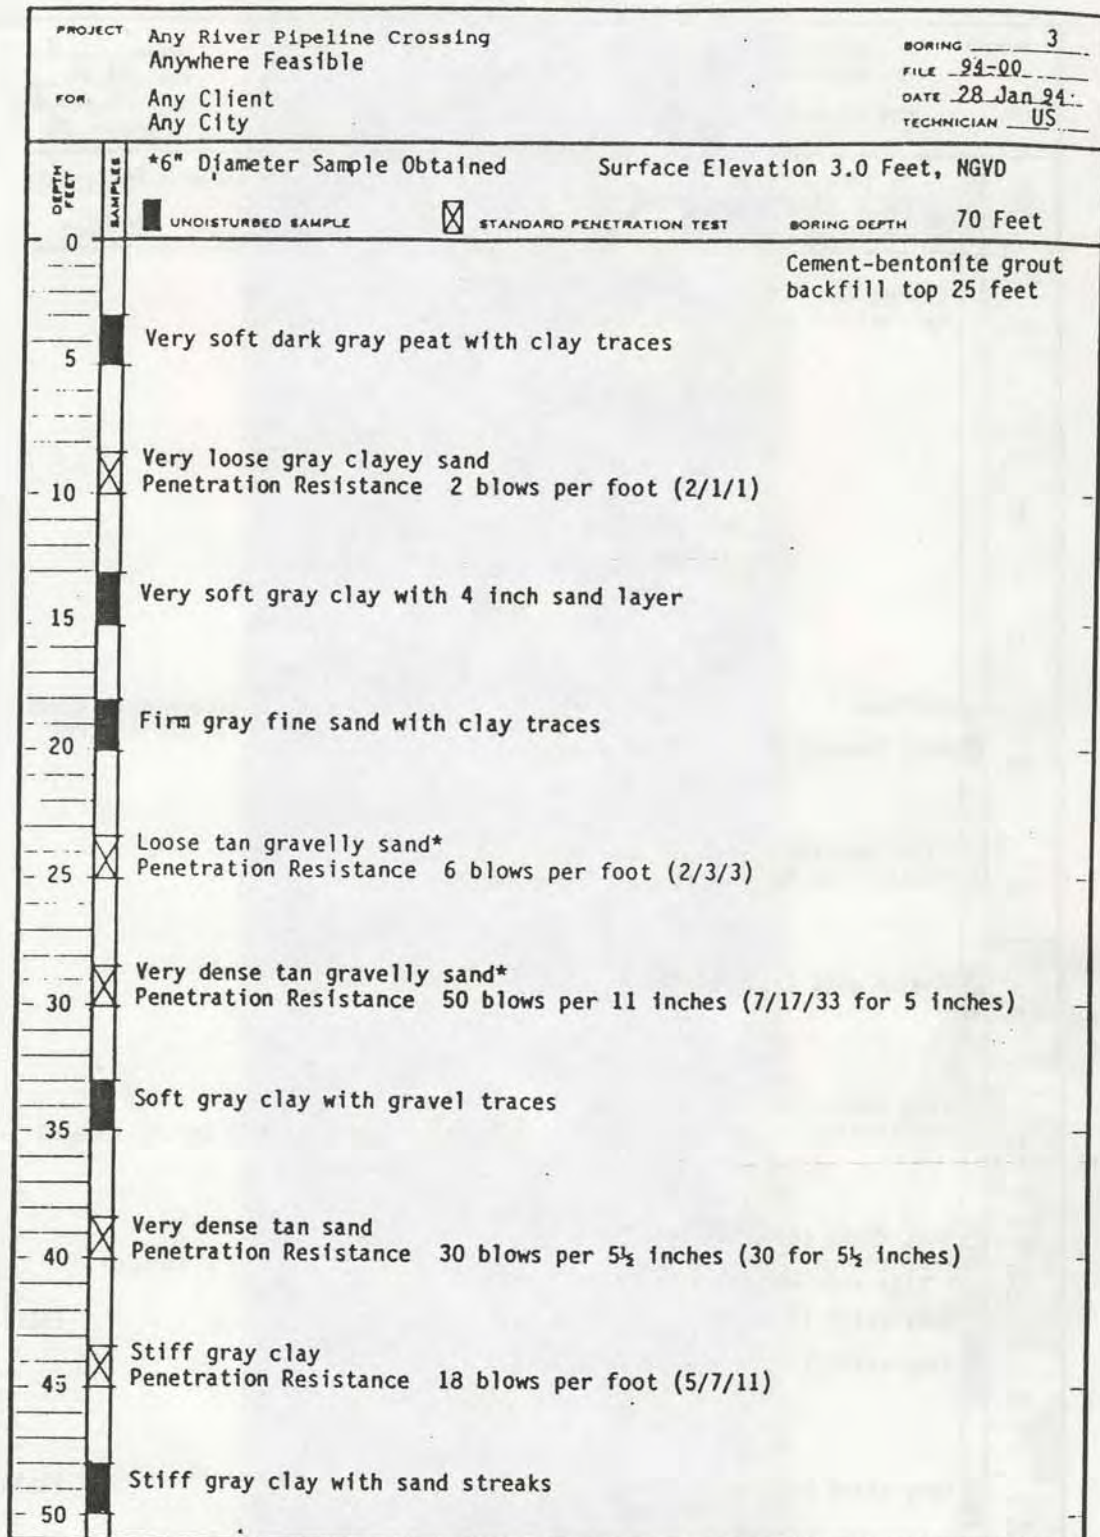 PROJECT Any River Pipeline Crossing
Anywhere Feasible
BORING 3
FILE 94-00
FOR Any Client
Any City
DATE 28 Jan 94
TECHNICIAN US
DEPTH FEET
SAMPLES
*6" Diameter Sample Obtained Surface Elevation 3.0 Feet, NGVD
UNDISTURBED SAMPLE STANDARD PENETRATION TEST BORING DEPTH 70 Feet
0
Cement-bentonite grout
backfill top 25 feet
Very soft dark gray peat with clay traces
5
Very loose gray clayey sand
10 Penetration Resistance 2 blows per foot (2/1/1)
Very soft gray clay with 4 inch sand layer
15
Firm gray fine sand with clay traces
20
Loose tan gravelly sand*
25 Penetration Resistance 6 blows per foot (2/3/3)
Very dense tan gravelly sand*
30 Penetration Resistance 50 blows per 11 inches (7/17/33 for 5 inches)
Soft gray clay with gravel traces
35
Very dense tan sand
40 Penetration Resistance 30 blows per 5½ inches (30 for 5½ inches)
Stiff gray clay
45 Penetration Resistance 18 blows per foot (5/7/11)
Stiff gray clay with sand streaks
50